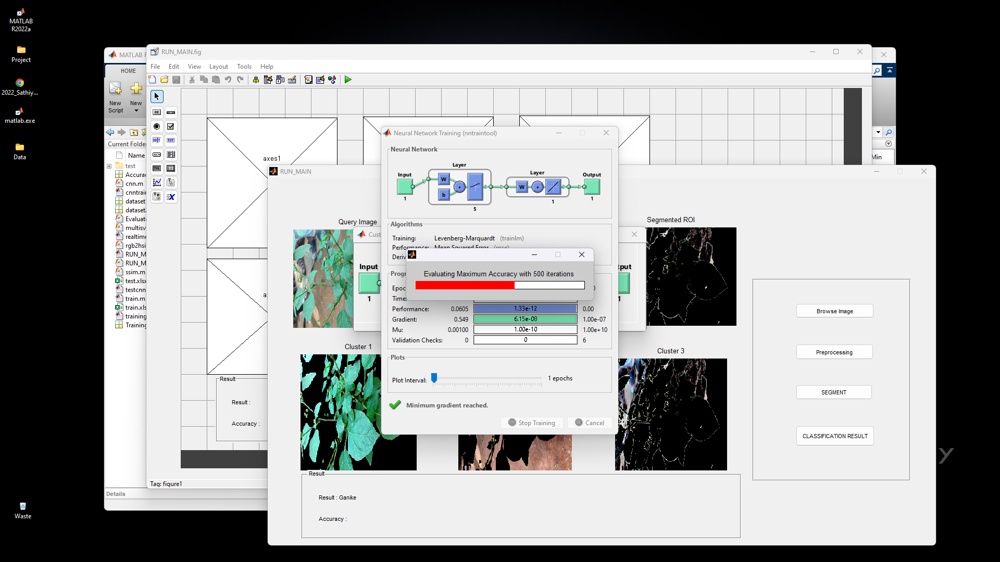 MATLAB
R2022a
Project
2022_Sathiy...
matlab.exe
Data
Waste
MATLAB
HOME
New
Script
New
Current Folde
Name
test
Accura
cnn.m
cnntrain
dataset
dataset
Evaluat
multisv
realtime
rgb2hsi
RUN_M
RUN_M
ssim.m
test.xlsx
testcnn
train.m
train.xls
training
Training
Details
Min
RUN_MAIN.fig
File Edit View Layout Tools Help
OK
EDIT TXT
TGL
axes1
Result
Result :
Accuracy :
Tag: figure1
RUN_MAIN
Query Image
Segmented ROI
Cluster 1
Cluster 3
Browse Image
Preprocessing
SEGMENT
CLASSIFICATION RESULT
Result
Result : Ganike
Accuracy :
Cust
Input
1
tput
1
Neural Network Training (nntraintool)
Neural Network
Layer
Layer
Input
Output
W
b
+
W
+
1
5
1
1
Algorithms
Training: Levenberg-Marquardt (trainlm)
Performance: Mean Squared Error (mse)
Deriv
Progr
Epoc
Time:
Performance: 0.0605 1.33e-12 0.00
Gradient: 0.549 6.15e-08 1.00e-07
Mu: 0.00100 1.00e-10 1.00e+10
Validation Checks: 0 0 6
Plots
Plot Interval: 1 epochs
Minimum gradient reached.
Stop Training Cancel
Evaluating Maximum Accuracy with 500 iterations
Y